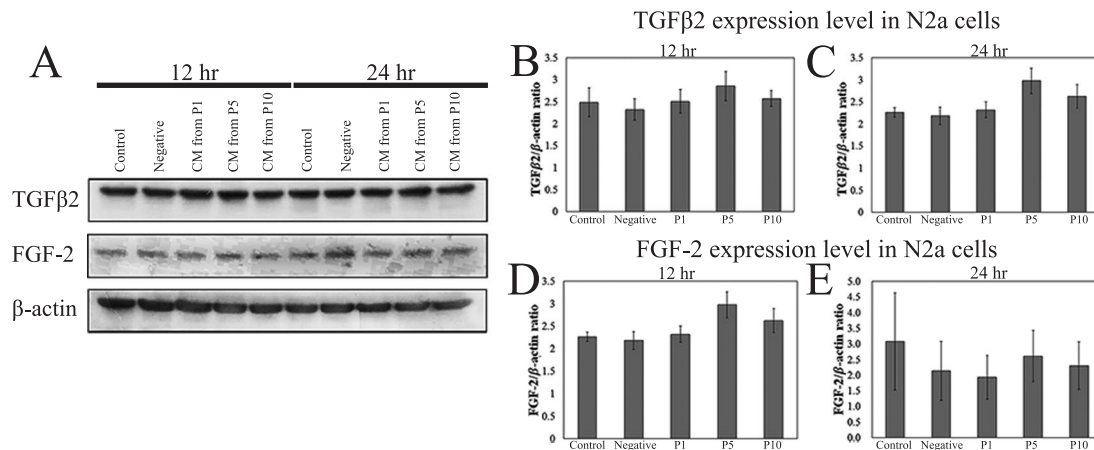 A
12 hr
24 hr
Control
Negative
CM from P1
CM from P5
CM from P10
Control
Negative
CM from P1
CM from P5
CM from P10
TGFβ2
FGF-2
β-actin
TGFβ2 expression level in N2a cells
B
12 hr
TGFβ2/β-actin ratio
3.5
3
2.5
2
1.5
1
0.5
0
Control Negative P1 P5 P10
C
24 hr
TGFβ2/β-actin ratio
3.5
3
2.5
2
1.5
1
0.5
0
Control Negative P1 P5 P10
FGF-2 expression level in N2a cells
D
12 hr
FGF-2/β-actin ratio
3.5
3
2.5
2
1.5
1
0.5
0
Control Negative P1 P5 P10
E
24 hr
FGF-2/β-actin ratio
5.0
4.5
4.0
3.5
3.0
2.5
2.0
1.5
1.0
0.5
0.0
Control Negative P1 P5 P10